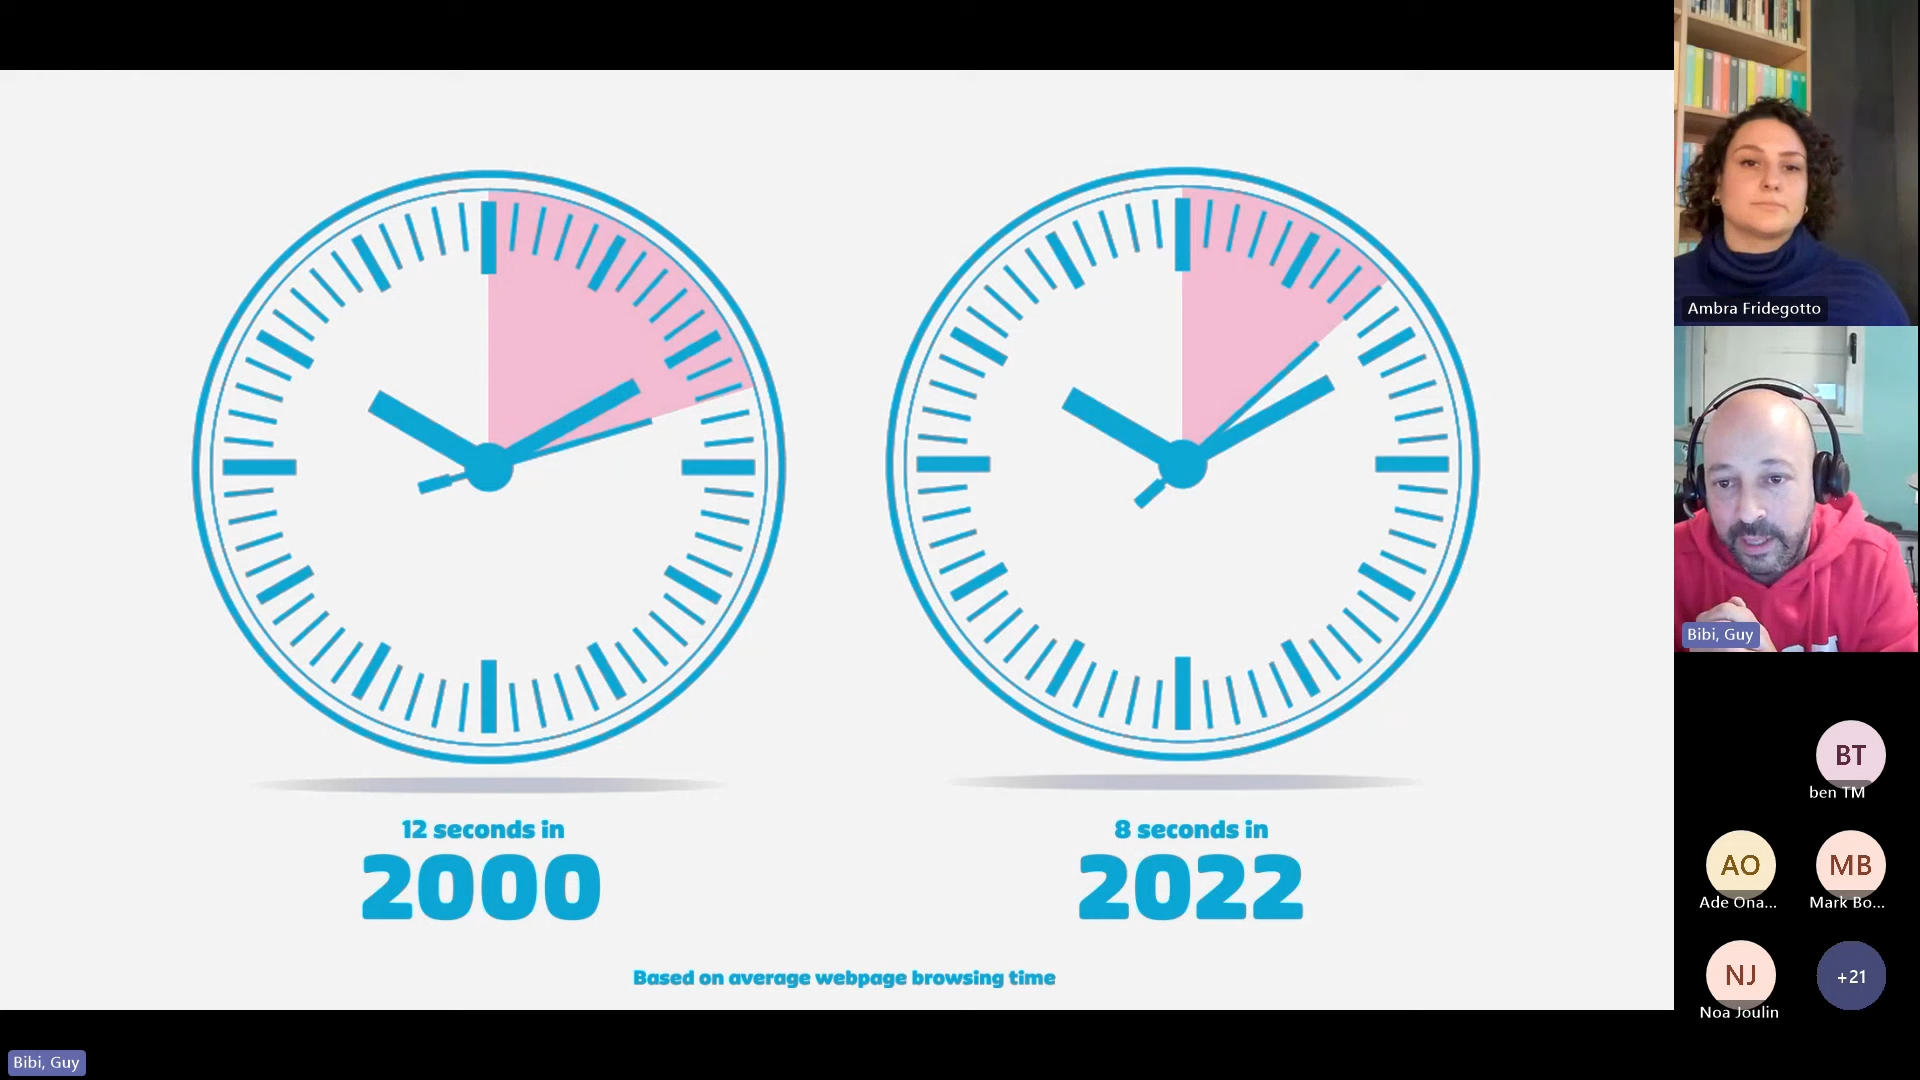 12 seconds in
2000
8 seconds in
2022
Based on average webpage browsing time
Ambra Fridegotto
Bibi, Guy
BT
ben TM
AO
Ade Ona...
MB
Mark Bo...
NJ
Noa Joulin
+21
Bibi, Guy